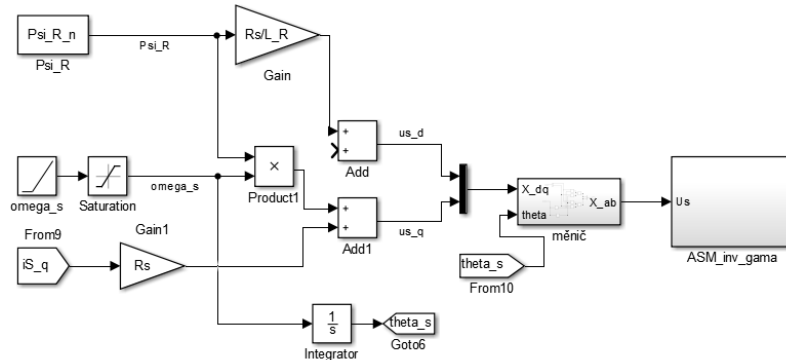 Psi_R_n
Psi_R
Psi_R
Rs/L_R
Gain
+
+
Add
us_d
omega_s
Saturation
omega_s
×
Product1
+
+
Add1
us_q
X_dq
theta
X_ab
měnič
Us
ASM_inv_gama
From9
iS_q
Gain1
Rs
theta_s
From10
1
s
Integrator
theta_s
Goto6